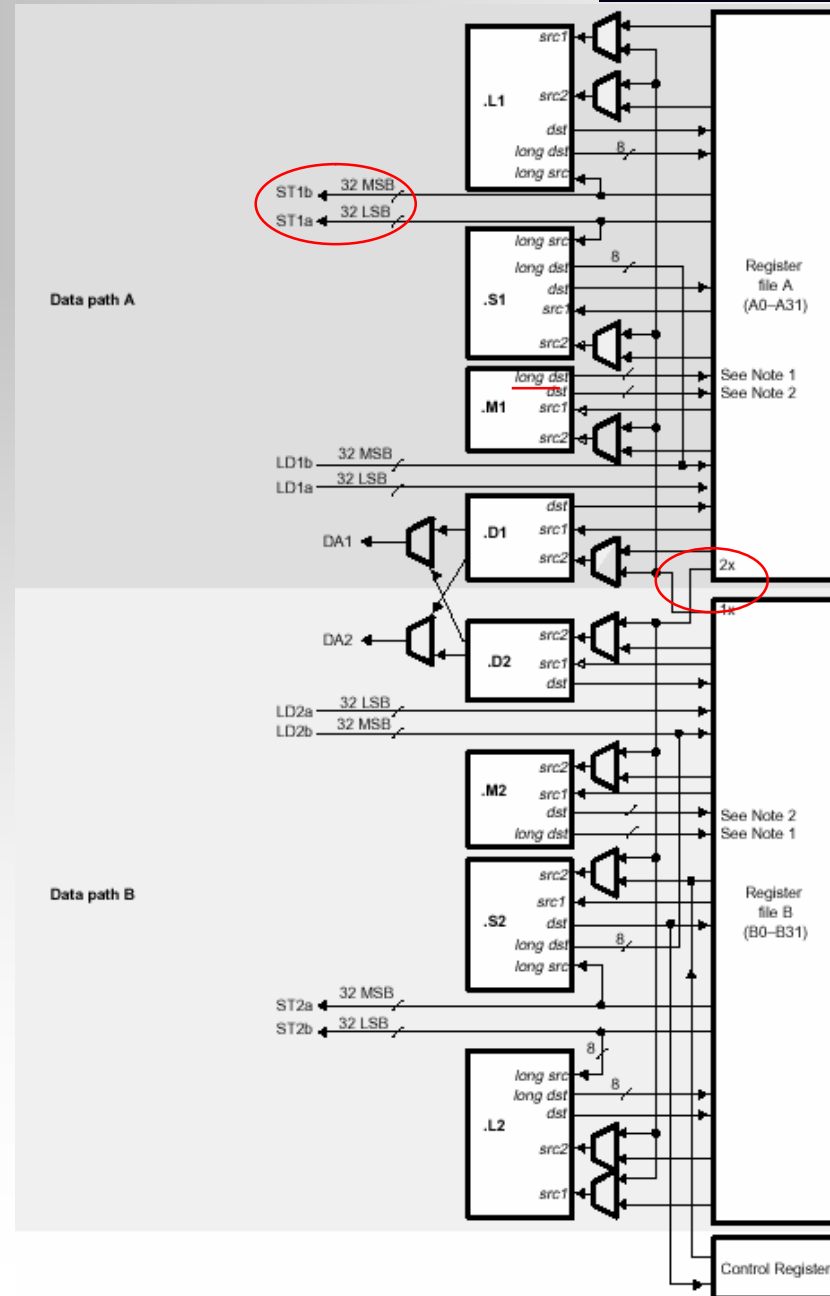 src1
.L1
src2
dst
long dst
8
long src
ST1b
32 MSB
ST1a
32 LSB
long src
8
long dst
Register
file A
(A0–A31)
Data path A
.S1
dst
src1
src2
long dst
See Note 1
dst
See Note 2
.M1
src1
src2
LD1b
32 MSB
LD1a
32 LSB
dst
.D1
src1
DA1
src2
2x
1x
DA2
src2
.D2
src1
dst
LD2a
32 LSB
LD2b
32 MSB
src2
.M2
src1
dst
See Note 2
long dst
See Note 1
src2
Data path B
Register
file B
(B0–B31)
src1
.S2
dst
long dst
8
long src
ST2a
32 MSB
ST2b
32 LSB
8
long src
long dst
8
dst
.L2
src2
src1
Control Register